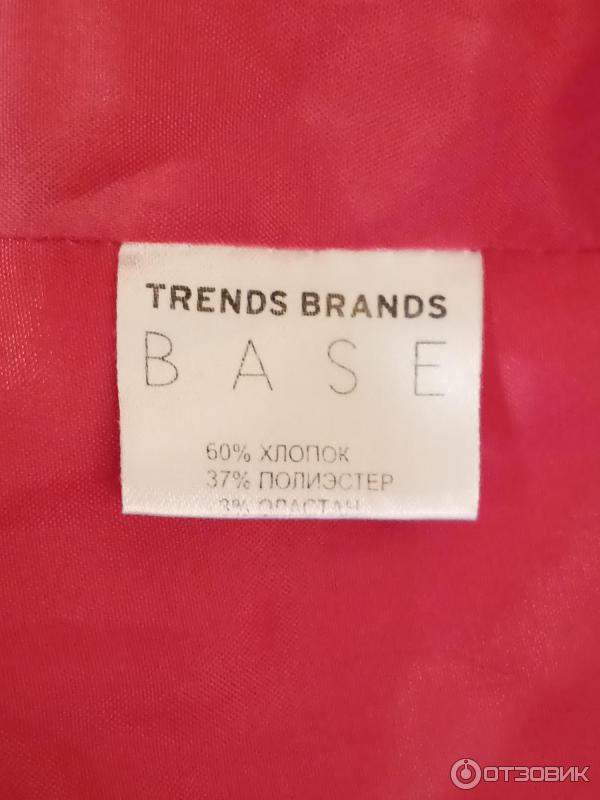 TRENDS BRANDS
BASE
60% ХЛОПОК
37% ПОЛИЭСТЕР
3% ЭЛАСТАН
ОТЗОВИК